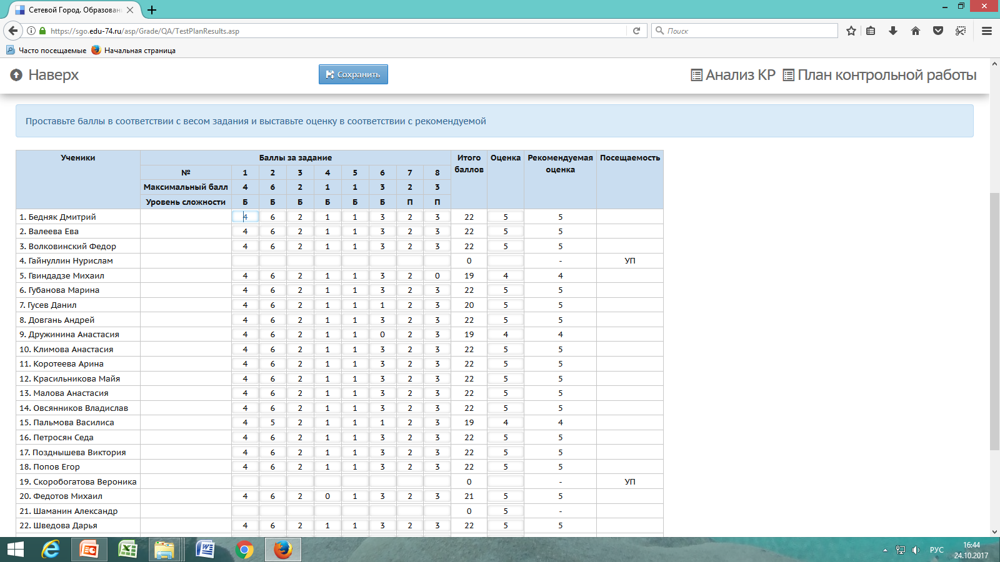 Сетевой Город. Образован
https://sgo.edu-74.ru/asp/Grade/QA/TestPlanResults.asp
Поиск
Часто посещаемые Начальная страница
Наверх Сохранить Анализ КР План контрольной работы
Проставьте баллы в соответствии с весом задания и выставьте оценку в соответствии с рекомендуемой
Ученики Баллы за задание Итого баллов Оценка Рекомендуемая оценка Посещаемость
№ 1 2 3 4 5 6 7 8
Максимальный балл 4 6 2 1 1 3 2 3
Уровень сложности Б Б Б Б Б Б П П
1. Бедняк Дмитрий 4 6 2 1 1 3 2 3 22 5 5
2. Валеева Ева 4 6 2 1 1 3 2 3 22 5 5
3. Волковинский Федор 4 6 2 1 1 3 2 3 22 5 5
4. Гайнуллин Нурислам 0 - УП
5. Гвиндадзе Михаил 4 6 2 1 1 3 2 0 19 4 4
6. Губанова Марина 4 6 2 1 1 3 2 3 22 5 5
7. Гусев Данил 4 6 2 1 1 1 2 3 20 5 5
8. Довгань Андрей 4 6 2 1 1 3 2 3 22 5 5
9. Дружинина Анастасия 4 6 2 1 1 0 2 3 19 4 4
10. Климова Анастасия 4 6 2 1 1 3 2 3 22 5 5
11. Коротеева Арина 4 6 2 1 1 3 2 3 22 5 5
12. Красильникова Майя 4 6 2 1 1 3 2 3 22 5 5
13. Малова Анастасия 4 6 2 1 1 3 2 3 22 5 5
14. Овсянников Владислав 4 6 2 1 1 3 2 3 22 5 5
15. Пальмова Василиса 4 5 2 1 1 1 2 3 19 4 4
16. Петросян Седа 4 6 2 1 1 3 2 3 22 5 5
17. Позднышева Виктория 4 6 2 1 1 3 2 3 22 5 5
18. Попов Егор 4 6 2 1 1 3 2 3 22 5 5
19. Скоробогатова Вероника 0 - УП
20. Федотов Михаил 4 6 2 0 1 3 2 3 21 5 5
21. Шаманин Александр 0 5 -
22. Шведова Дарья 4 6 2 1 1 3 2 3 22 5 5
РУС 16:44
24.10.2017